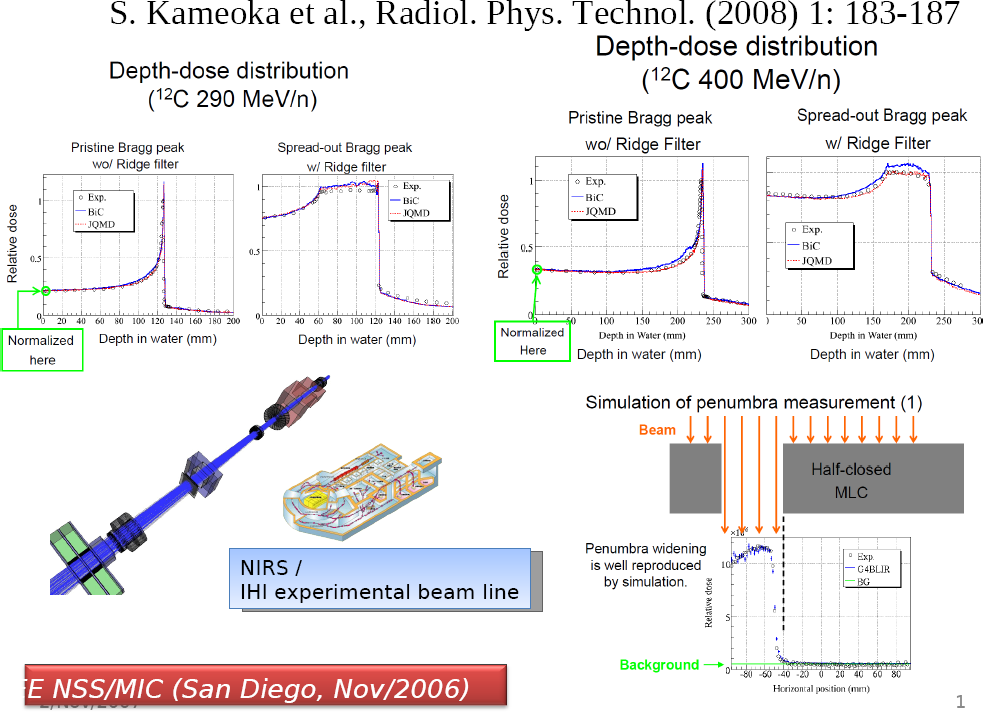 S. Kameoka et al., Radiol. Phys. Technol. (2008) 1: 183-187
Depth-dose distribution
(¹²C 290 MeV/n)
Pristine Bragg peak
wo/ Ridge filter
Spread-out Bragg peak
w/ Ridge filter
Relative dose
1
0.5
0
Exp.
BiC
JQMD
0 20 40 60 80 100 120 140 160 180 200
1
0.5
0
Exp.
BiC
JQMD
0 20 40 60 80 100 120 140 160 180 200
Normalized
here
Depth in water (mm)
Depth in water (mm)
Depth-dose distribution
(¹²C 400 MeV/n)
Pristine Bragg peak
wo/ Ridge Filter
Spread-out Bragg peak
w/ Ridge Filter
Relative dose
1
0.5
0
Exp.
BiC
JQMD
50 100 150 200 250 300
Depth in Water (mm)
Exp.
BiC
JQMD
50 100 150 200 250
Depth in Water (mm)
Normalized
Here
Depth in water (mm)
Depth in water (mm)
Simulation of penumbra measurement (1)
Beam
Half-closed
MLC
Penumbra widening
is well reproduced
by simulation.
Relative dose
10
5
0
Exp.
G4BLIR
BG
-80 -60 -40 -20 0 20 40 60 80
Horizontal position (mm)
Background
NIRS /
IHI experimental beam line
EE NSS/MIC (San Diego, Nov/2006)
1